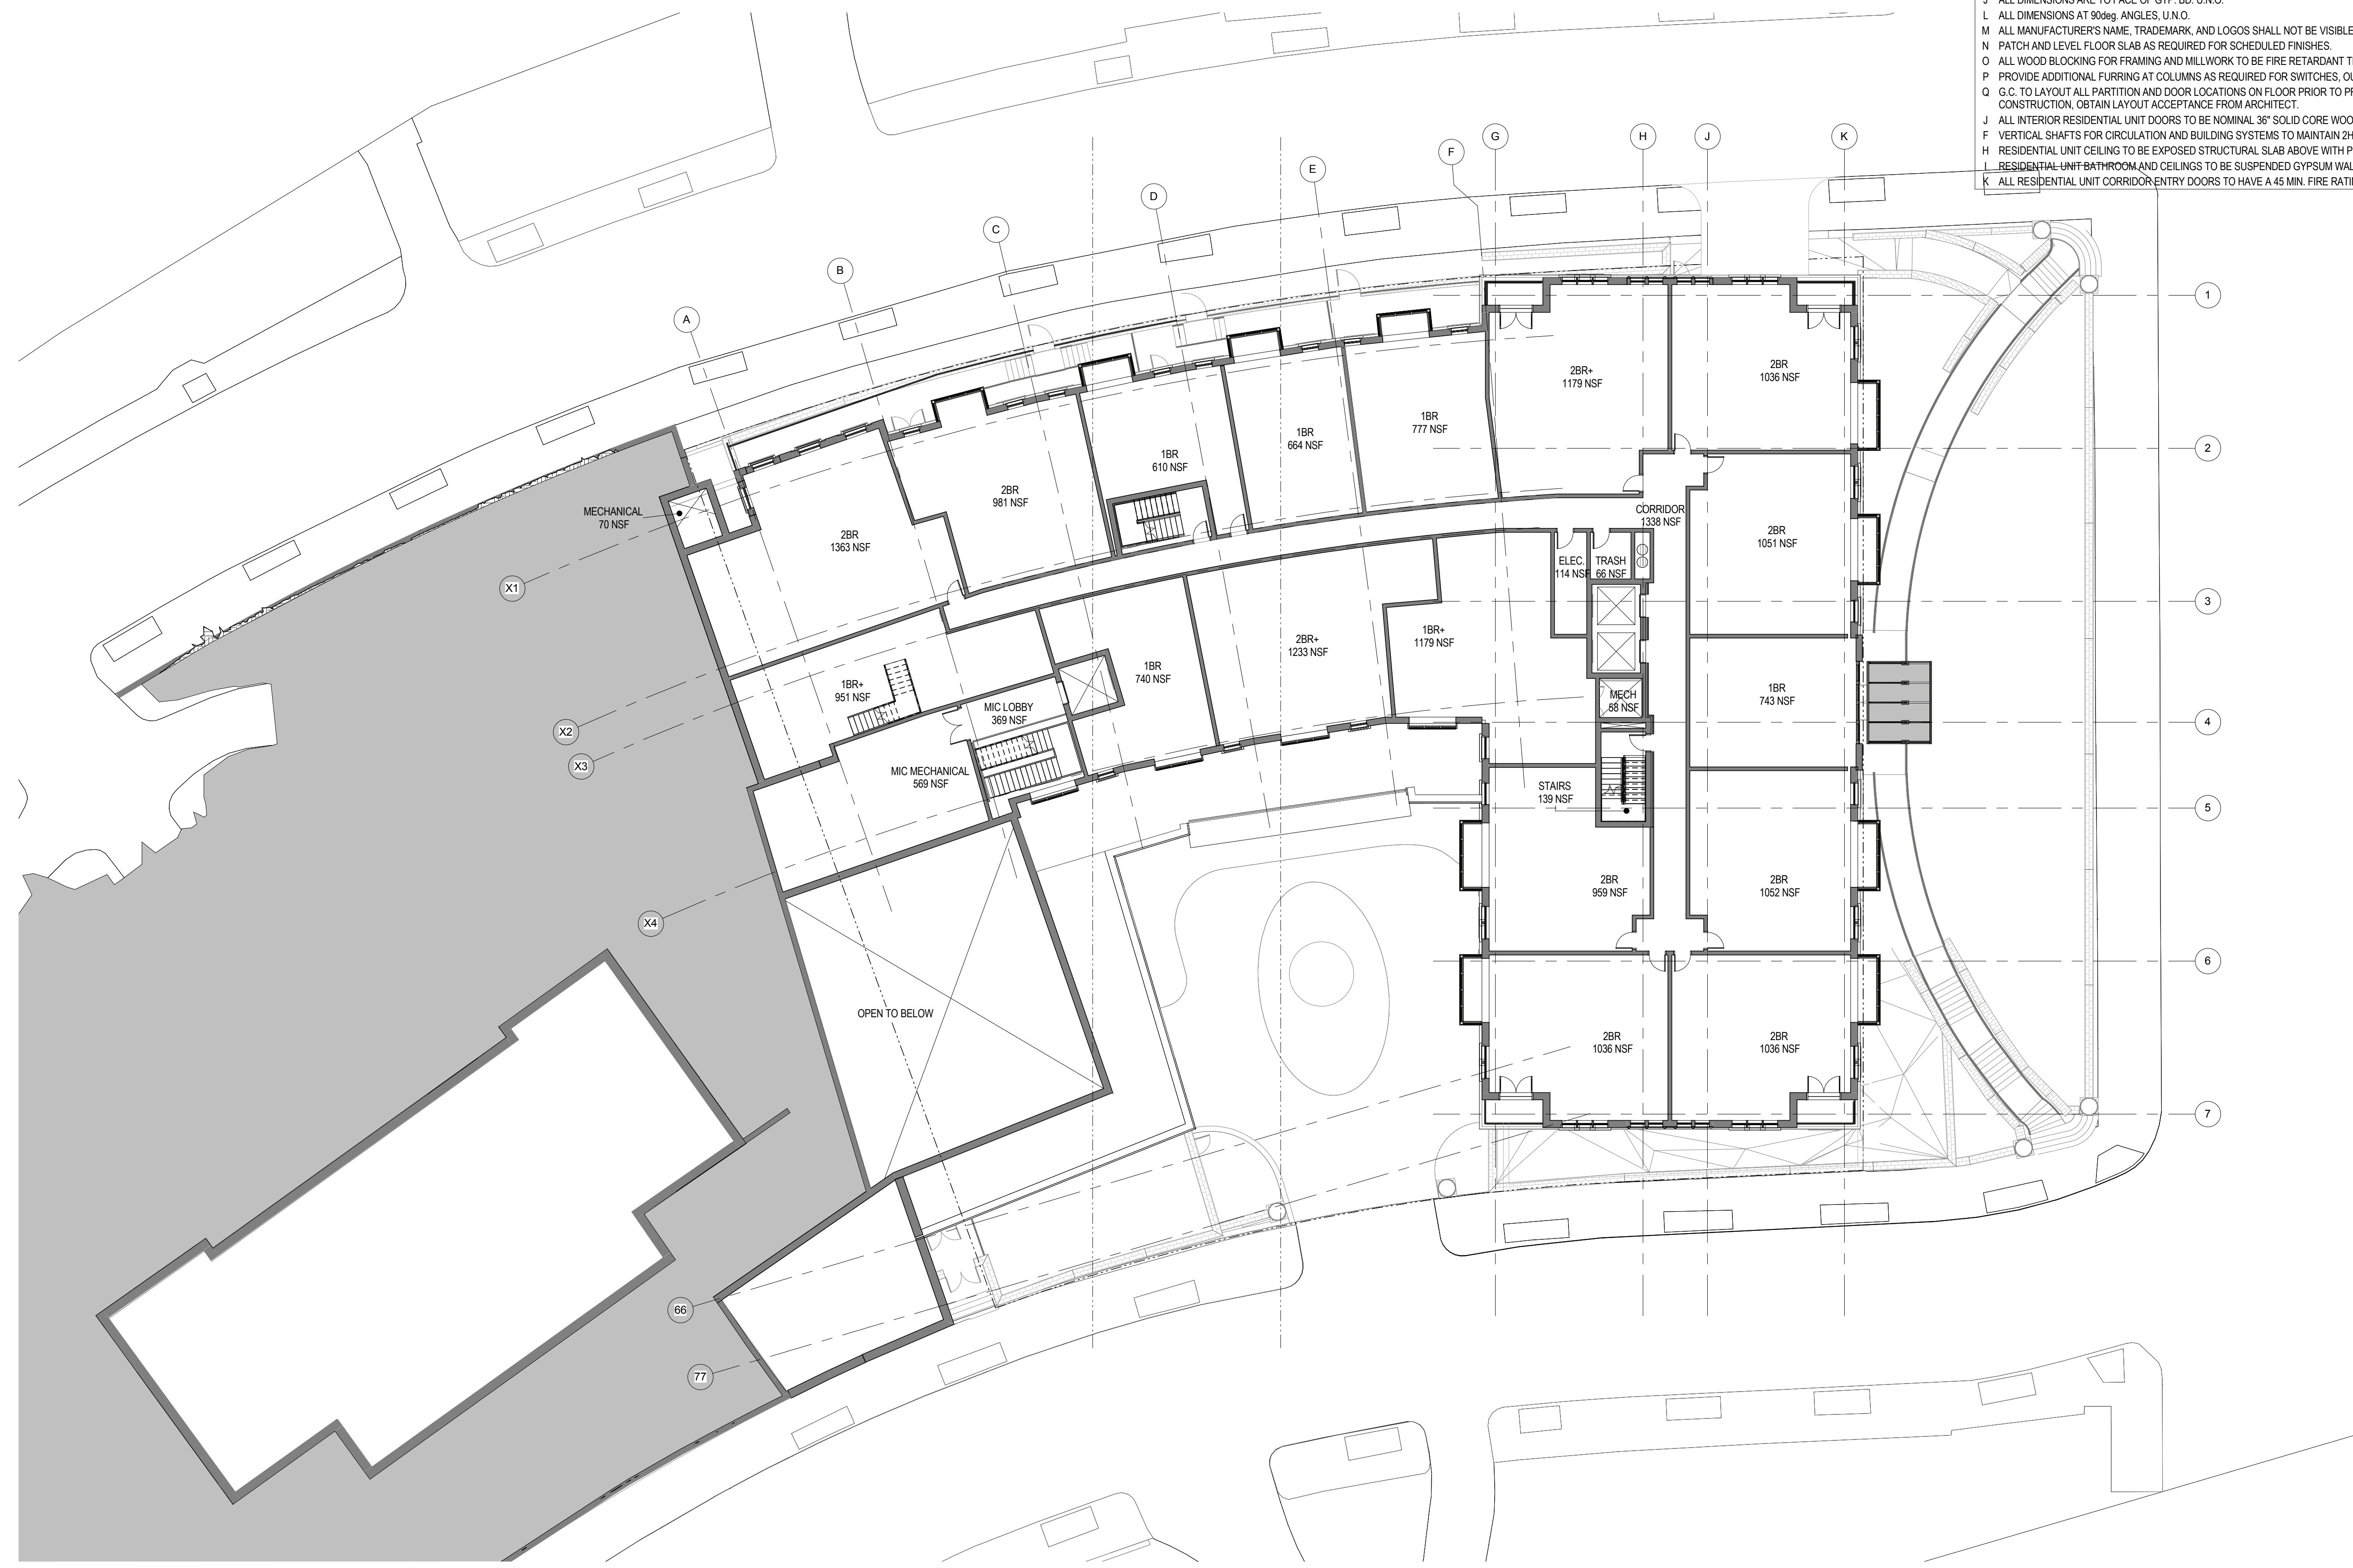 J ALL DIMENSIONS ARE TO FACE OF GYP. BD. U.N.O.
L ALL DIMENSIONS AT 90deg. ANGLES, U.N.O.
M ALL MANUFACTURER'S NAME, TRADEMARK, AND LOGOS SHALL NOT BE VISIBLE
N PATCH AND LEVEL FLOOR SLAB AS REQUIRED FOR SCHEDULED FINISHES.
O ALL WOOD BLOCKING FOR FRAMING AND MILLWORK TO BE FIRE RETARDANT
P PROVIDE ADDITIONAL FURRING AT COLUMNS AS REQUIRED FOR SWITCHES,
Q G.C. TO LAYOUT ALL PARTITION AND DOOR LOCATIONS ON FLOOR PRIOR TO
CONSTRUCTION, OBTAIN LAYOUT ACCEPTANCE FROM ARCHITECT.
J ALL INTERIOR RESIDENTIAL UNIT DOORS TO BE NOMINAL 36" SOLID CORE
F VERTICAL SHAFTS FOR CIRCULATION AND BUILDING SYSTEMS TO MAINTAIN
H RESIDENTIAL UNIT CEILING TO BE EXPOSED STRUCTURAL SLAB ABOVE WITH
I RESIDENTIAL UNIT BATHROOM AND CEILINGS TO BE SUSPENDED GYPSUM
K ALL RESIDENTIAL UNIT CORRIDOR ENTRY DOORS TO HAVE A 45 MIN. FIRE
G
H
J
K
F
E
D
C
B
A
1
2
3
4
5
6
7
X1
X2
X3
X4
66
77
2BR+
1179 NSF
2BR
1036 NSF
1BR
777 NSF
1BR
664 NSF
1BR
610 NSF
2BR
981 NSF
MECHANICAL
70 NSF
2BR
1363 NSF
CORRIDOR
1338 NSF
2BR
1051 NSF
ELEC.
114 NSF
TRASH
66 NSF
1BR+
1179 NSF
2BR+
1233 NSF
1BR
740 NSF
1BR+
951 NSF
MIC LOBBY
369 NSF
MECH
58 NSF
1BR
743 NSF
MIC MECHANICAL
569 NSF
STAIRS
139 NSF
2BR
959 NSF
2BR
1052 NSF
OPEN TO BELOW
2BR
1036 NSF
2BR
1036 NSF